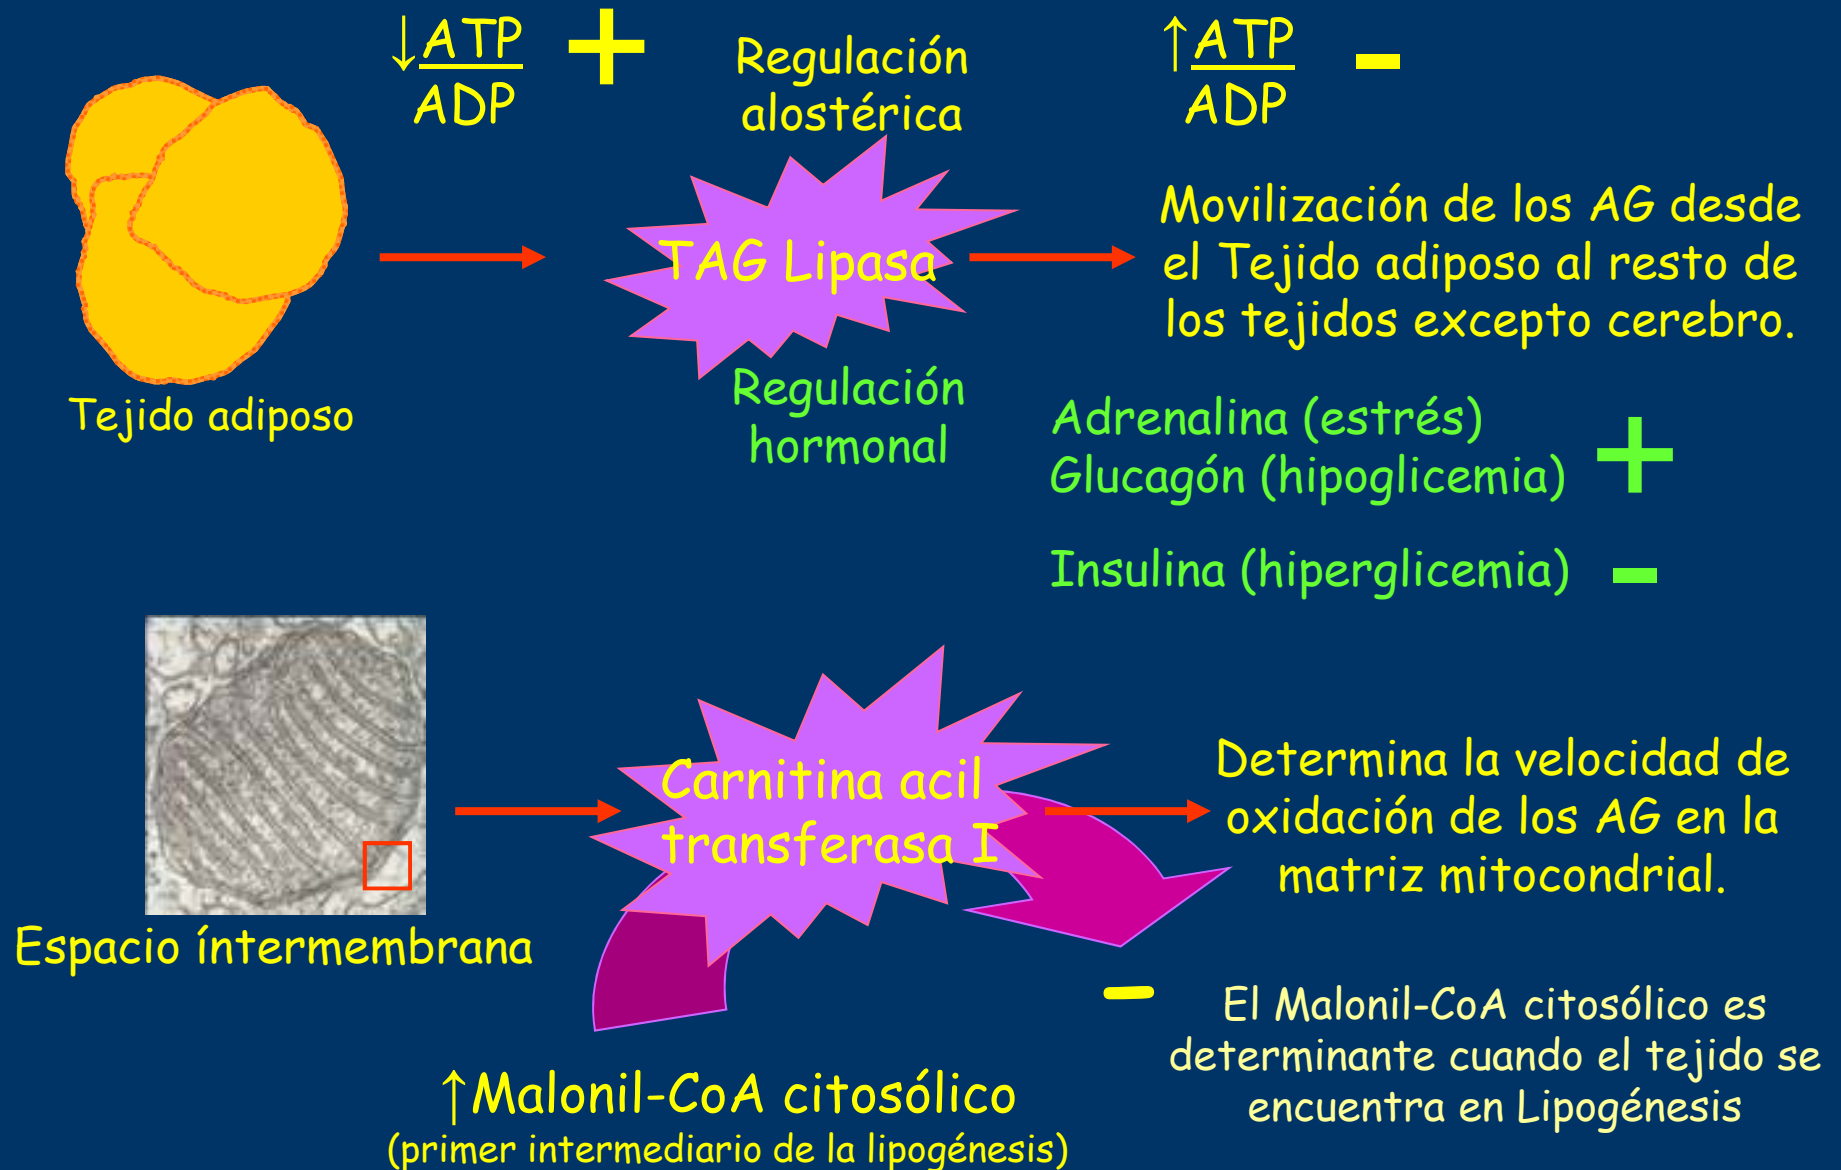 ↓ATP
ADP
+
Regulación
alostérica
↑ATP
ADP
-
TAG Lipasa
Movilización de los AG desde
el Tejido adiposo al resto de
los tejidos excepto cerebro.
Tejido adiposo
Regulación
hormonal
Adrenalina (estrés)
Glucagón (hipoglicemia)
+
Insulina (hiperglicemia)
-
Carnitina acil
transferasa I
Determina la velocidad de
oxidación de los AG en la
matriz mitocondrial.
Espacio íntermembrana
-
El Malonil-CoA citosólico es
determinante cuando el tejido se
encuentra en Lipogénesis
↑Malonil-CoA citosólico
(primer intermediario de la lipogénesis)